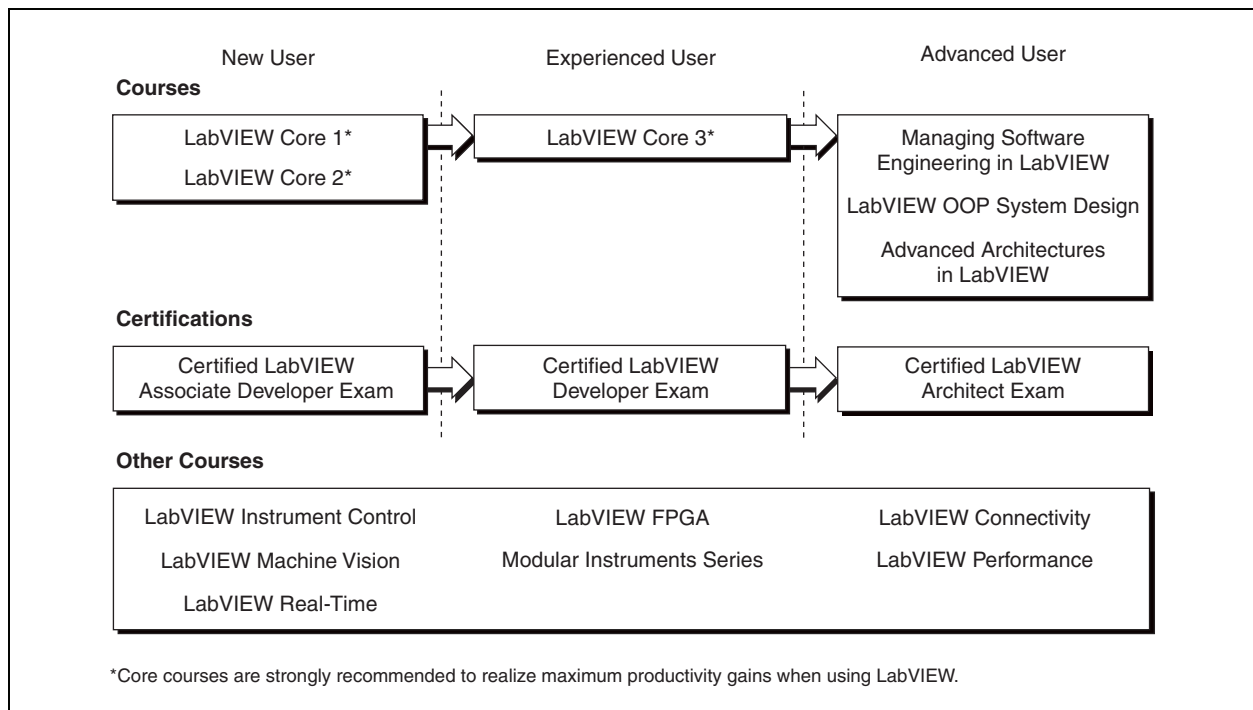 New User
Experienced User
Advanced User
Courses
LabVIEW Core 1*
LabVIEW Core 2*
LabVIEW Core 3*
Managing Software
Engineering in LabVIEW
LabVIEW OOP System Design
Advanced Architectures
in LabVIEW
Certifications
Certified LabVIEW
Associate Developer Exam
Certified LabVIEW
Developer Exam
Certified LabVIEW
Architect Exam
Other Courses
LabVIEW Instrument Control
LabVIEW Machine Vision
LabVIEW Real-Time
LabVIEW FPGA
Modular Instruments Series
LabVIEW Connectivity
LabVIEW Performance
*Core courses are strongly recommended to realize maximum productivity gains when using LabVIEW.